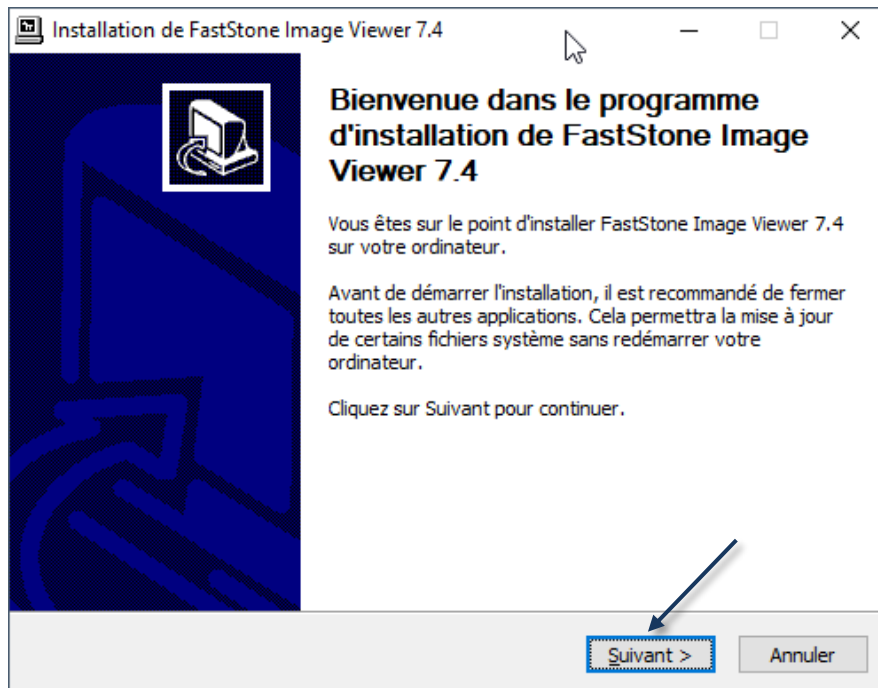 Installation de FastStone Image Viewer 7.4
Bienvenue dans le programme
d'installation de FastStone Image
Viewer 7.4
Vous êtes sur le point d'installer FastStone Image Viewer 7.4
sur votre ordinateur.
Avant de démarrer l'installation, il est recommandé de fermer
toutes les autres applications. Cela permettra la mise à jour
de certains fichiers système sans redémarrer votre
ordinateur.
Cliquez sur Suivant pour continuer.
Suivant >
Annuler